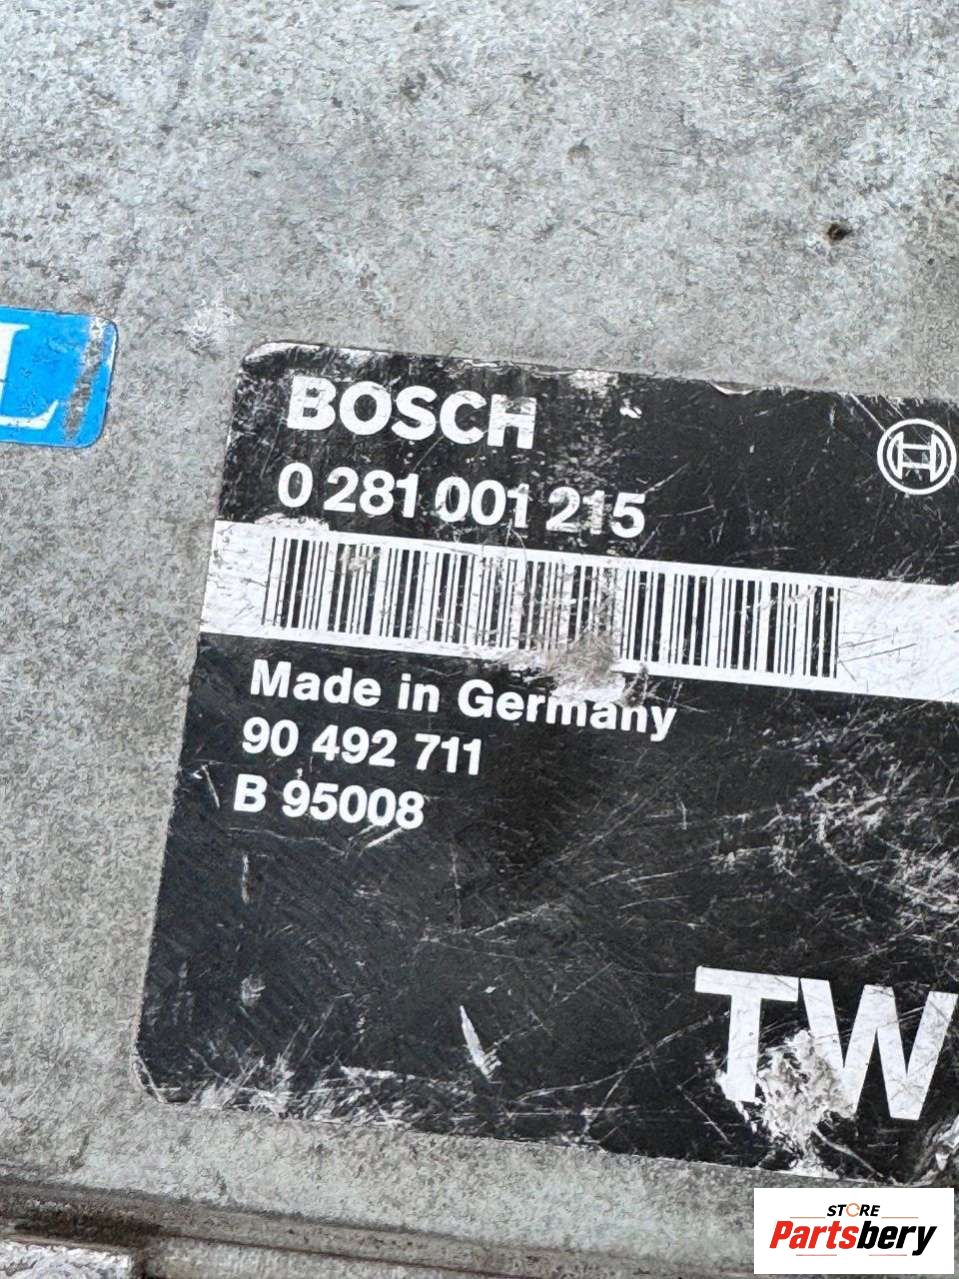 L
BOSCH
0 281 001 215
Made in Germany
90 492 711
B 95008
TW
STORE
Partsbery